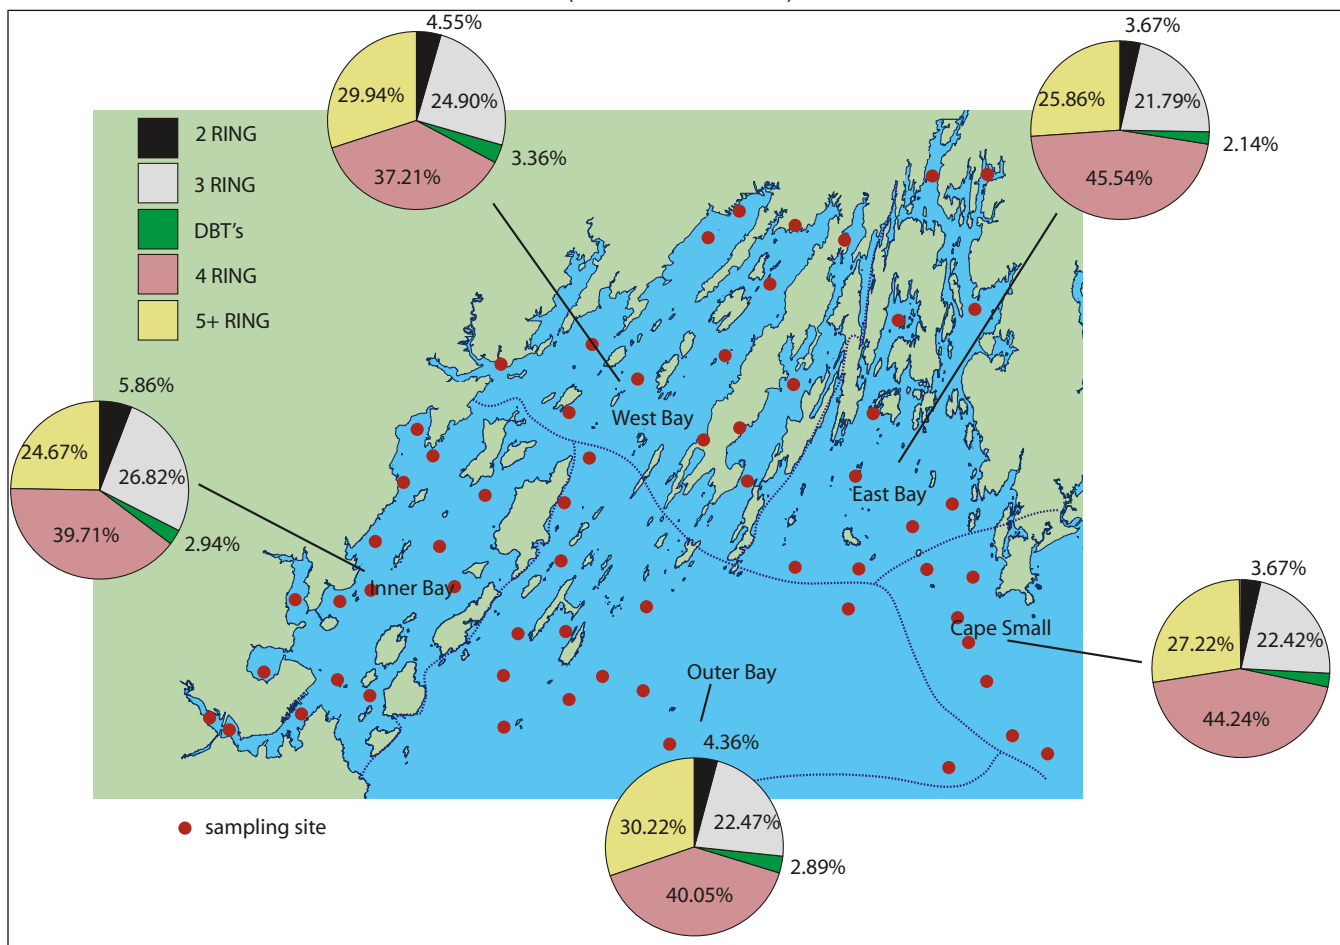 4.55%
3.67%
29.94%
24.90%
3.36%
37.21%
25.86%
21.79%
2.14%
45.54%
2 RING
3 RING
DBT's
4 RING
5+ RING
West Bay
East Bay
5.86%
24.67%
26.82%
39.71%
2.94%
Inner Bay
Cape Small
Outer Bay
3.67%
27.22%
22.42%
44.24%
4.36%
30.22%
22.47%
2.89%
40.05%
sampling site